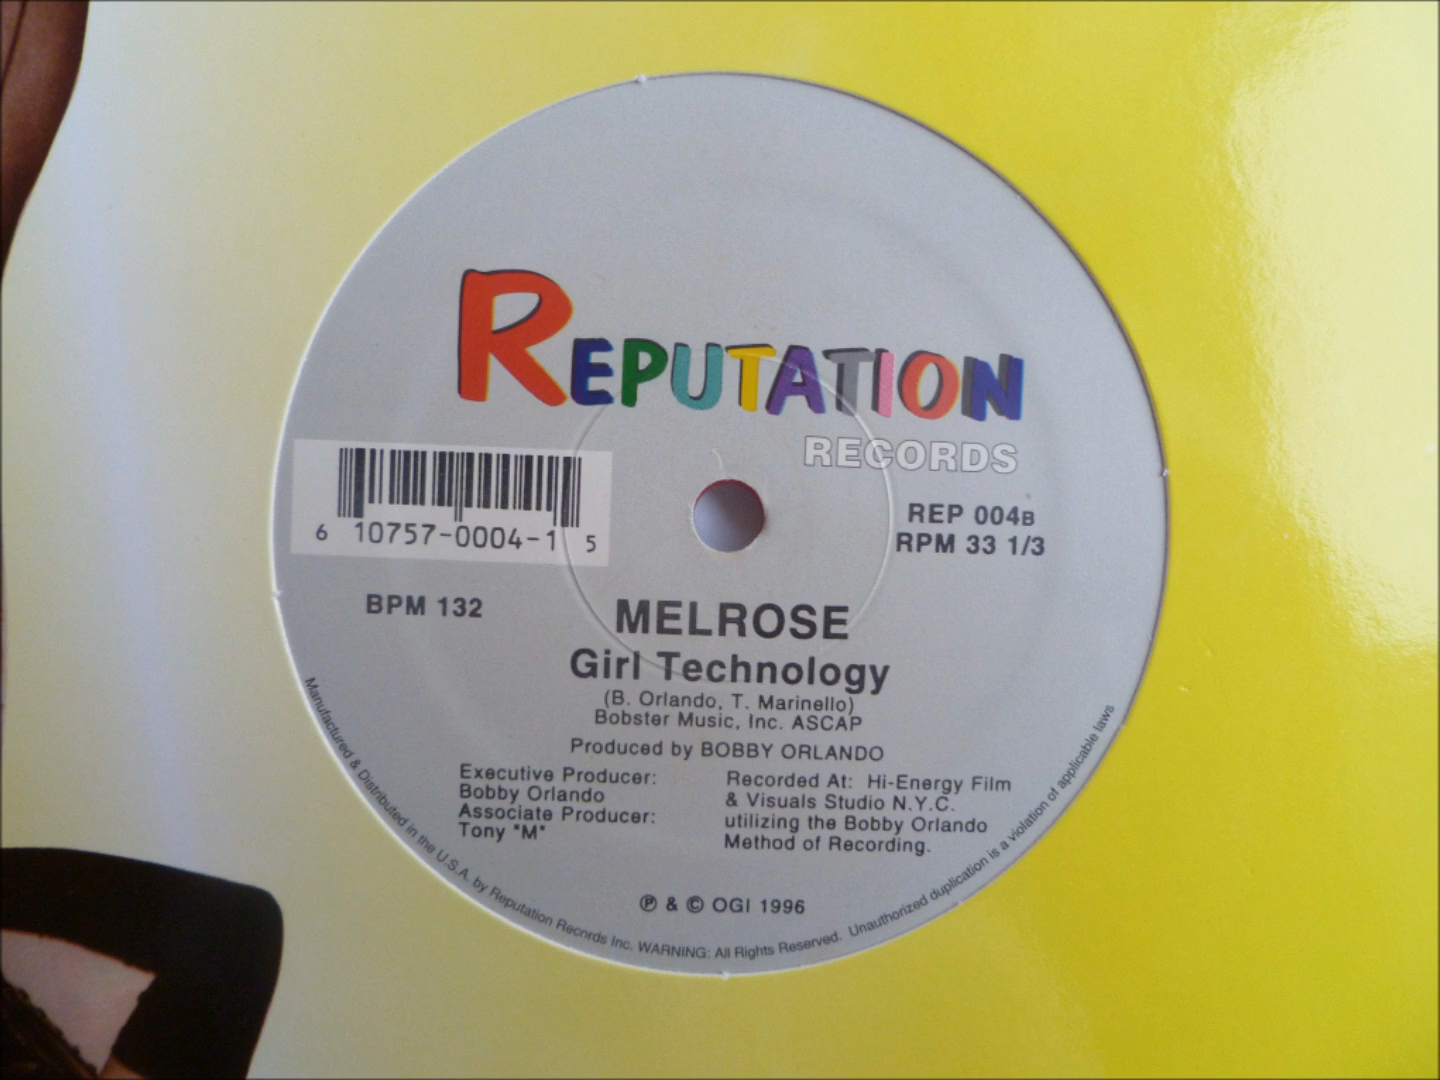 REPUTATION
RECORDS
6 10757-0004-1 5
REP 004B
RPM 33 1/3
BPM 132
MELROSE
Girl Technology
(B. Orlando, T. Marinello)
Bobster Music, Inc. ASCAP
Produced by BOBBY ORLANDO
Executive Producer:
Bobby Orlando
Associate Producer:
Tony "M"
Recorded At: Hi-Energy Film
& Visuals Studio N.Y.C.
utilizing the Bobby Orlando
Method of Recording.
℗ & © OGI 1996
Manufactured & Distributed in the U.S.A. by Reputation Records Inc. WARNING: All Rights Reserved. Unauthorized duplication is a violation of applicable laws